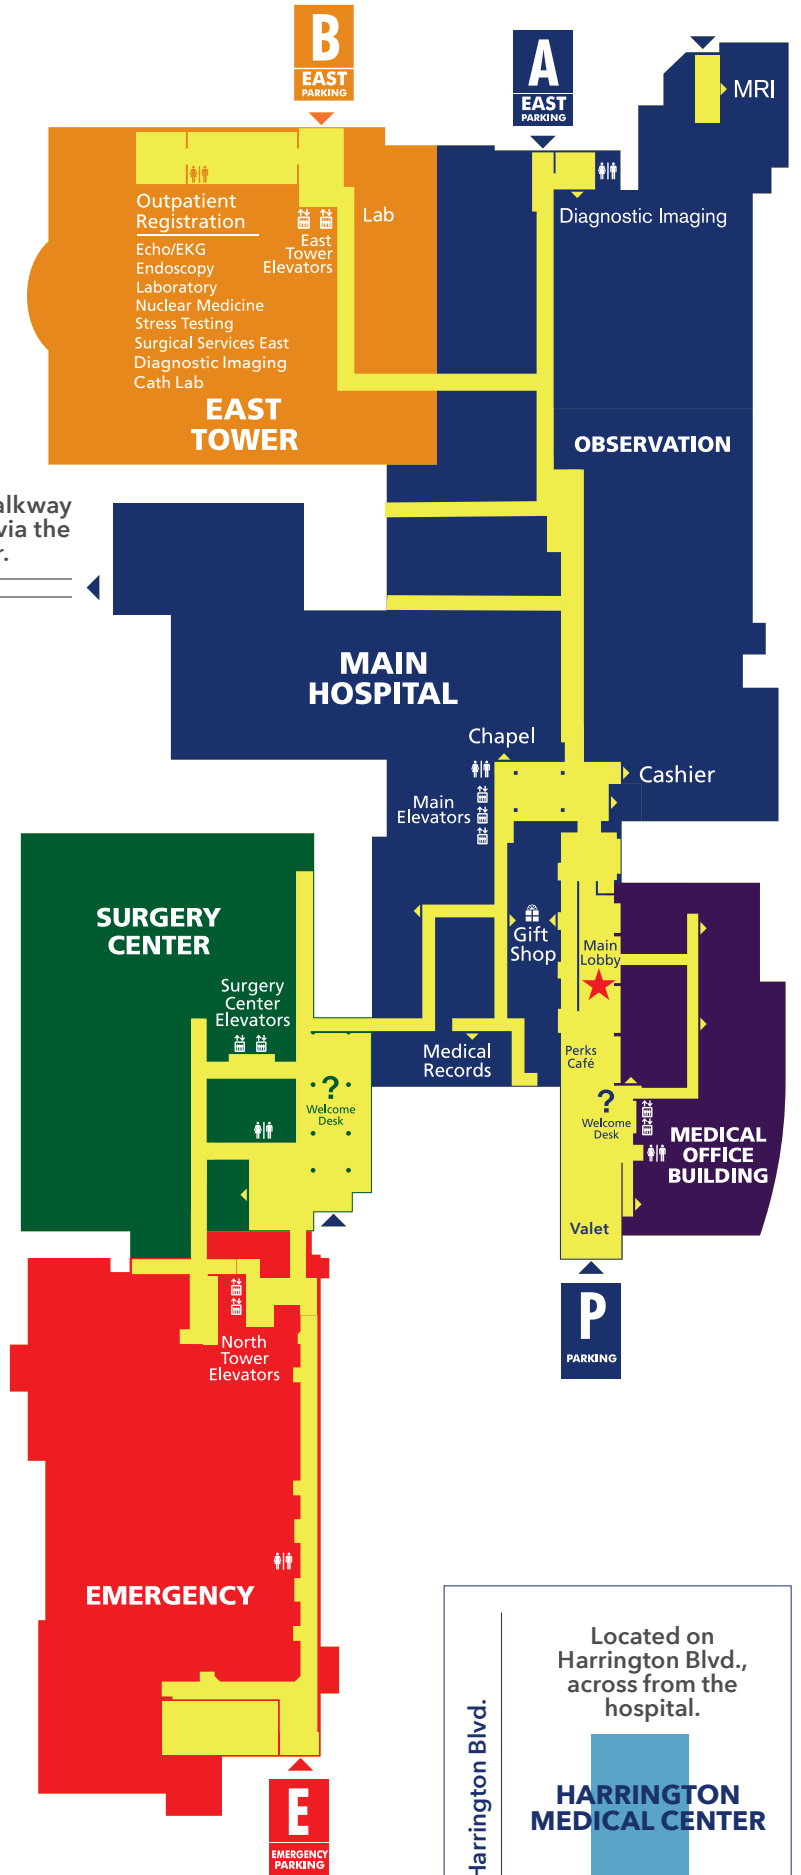 B
EAST
PARKING
A
EAST
PARKING
MRI
Outpatient
Registration
Echo/EKG
Endoscopy
Laboratory
Nuclear Medicine
Stress Testing
Surgical Services East
Diagnostic Imaging
Cath Lab
East
Tower
Elevators
Lab
Diagnostic Imaging
EAST
TOWER
OBSERVATION
via the
MAIN
HOSPITAL
Chapel
Cashier
Main
Elevators
SURGERY
CENTER
Gift
Shop
Main
Lobby
Surgery
Center
Elevators
Medical
Records
Perks
Café
?
Welcome
Desk
?
Welcome
Desk
MEDICAL
OFFICE
BUILDING
Valet
P
PARKING
North
Tower
Elevators
EMERGENCY
E
EMERGENCY
PARKING
Harrington Blvd.
Located on
Harrington Blvd.,
across from the
hospital.
HARRINGTON
MEDICAL CENTER